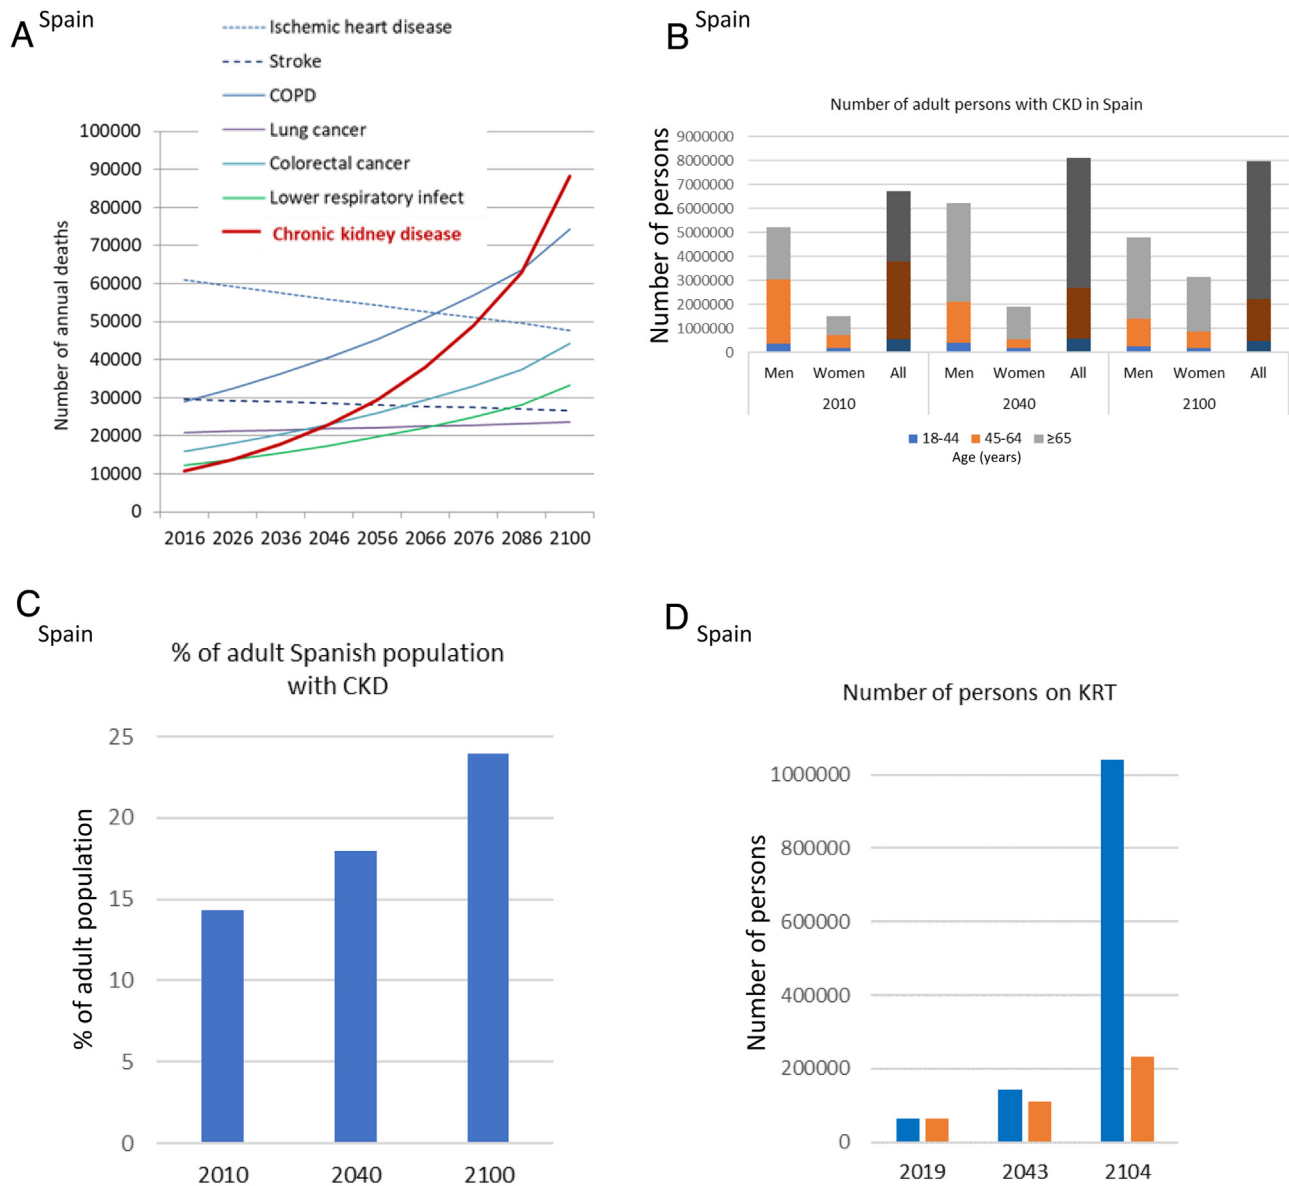 A Spain
Ischemic heart disease
Stroke
COPD
Lung cancer
Colorectal cancer
Lower respiratory infect
Chronic kidney disease
Number of annual deaths
100000
90000
80000
70000
60000
50000
40000
30000
20000
10000
0
2016 2026 2036 2046 2056 2066 2076 2086 2100
B Spain
Number of adult persons with CKD in Spain
Number of persons
9000000
8000000
7000000
6000000
5000000
4000000
3000000
2000000
1000000
0
Men Women All Men Women All Men Women All
2010 2040 2100
18-44 45-64 ≥65
Age (years)
C
Spain
% of adult Spanish population
with CKD
% of adult population
25
20
15
10
5
0
2010 2040 2100
D Spain
Number of persons on KRT
Number of persons
1000000
800000
600000
400000
200000
0
2019 2043 2104